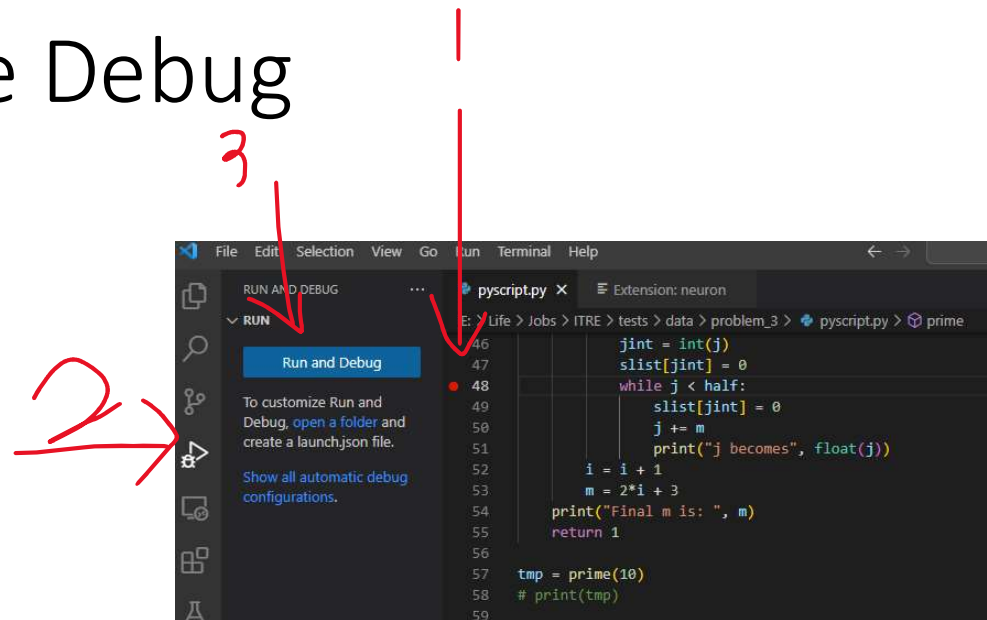 e Debug
1
3
2
File Edit Selection View Go Run Terminal Help
RUN AND DEBUG ...
pyscript.py
Extension: neuron
RUN
E: > Life > Jobs > ITRE > tests > data > problem_3 > pyscript.py > prime
Run and Debug
To customize Run and
Debug, open a folder and
create a launch.json file.
Show all automatic debug
configurations.
46 jint = int(j)
47 slist[jint] = 0
48 while j < half:
49 slist[jint] = 0
50 j += m
51 print("j becomes", float(j))
52 i = i + 1
53 m = 2*i + 3
54 print("Final m is: ", m)
55 return 1
56
57 tmp = prime(10)
58 # print(tmp)
59